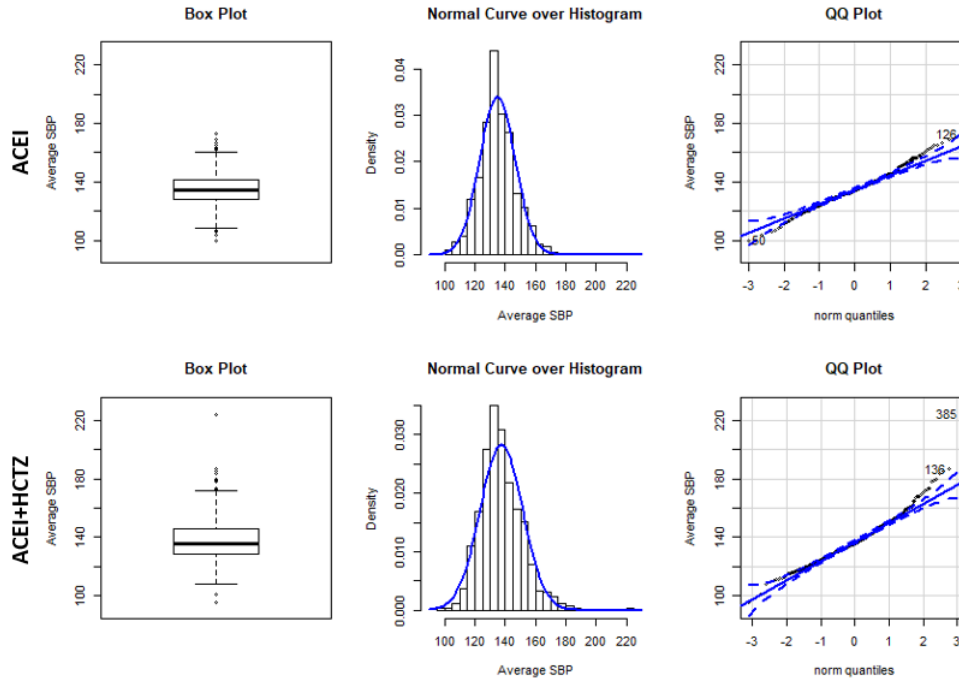 Box Plot
Normal Curve over Histogram
QQ Plot
ACEI
Average SBP
100
140
180
220
Density
0.00
0.01
0.02
0.03
0.04
100 120 140 160 180 200 220
Average SBP
Average SBP
100
140
180
220
126
60
-3 -2 -1 0 1 2 3
norm quantiles
Box Plot
Normal Curve over Histogram
QQ Plot
ACEI+HCTZ
Average SBP
100
140
180
220
Density
0.000
0.010
0.020
0.030
100 120 140 160 180 200 220
Average SBP
Average SBP
100
140
180
220
385
136
-3 -2 -1 0 1 2 3
norm quantiles